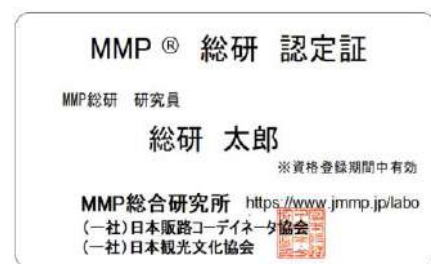 MMP ® 総研 認定証
MMP総研 研究員
総研 太郎
※資格登録期間中有効
MMP総合研究所 https://www.jmmp.jp/labo
(一社)日本販路コーデイネータ協会
(一社)日本観光文化協会